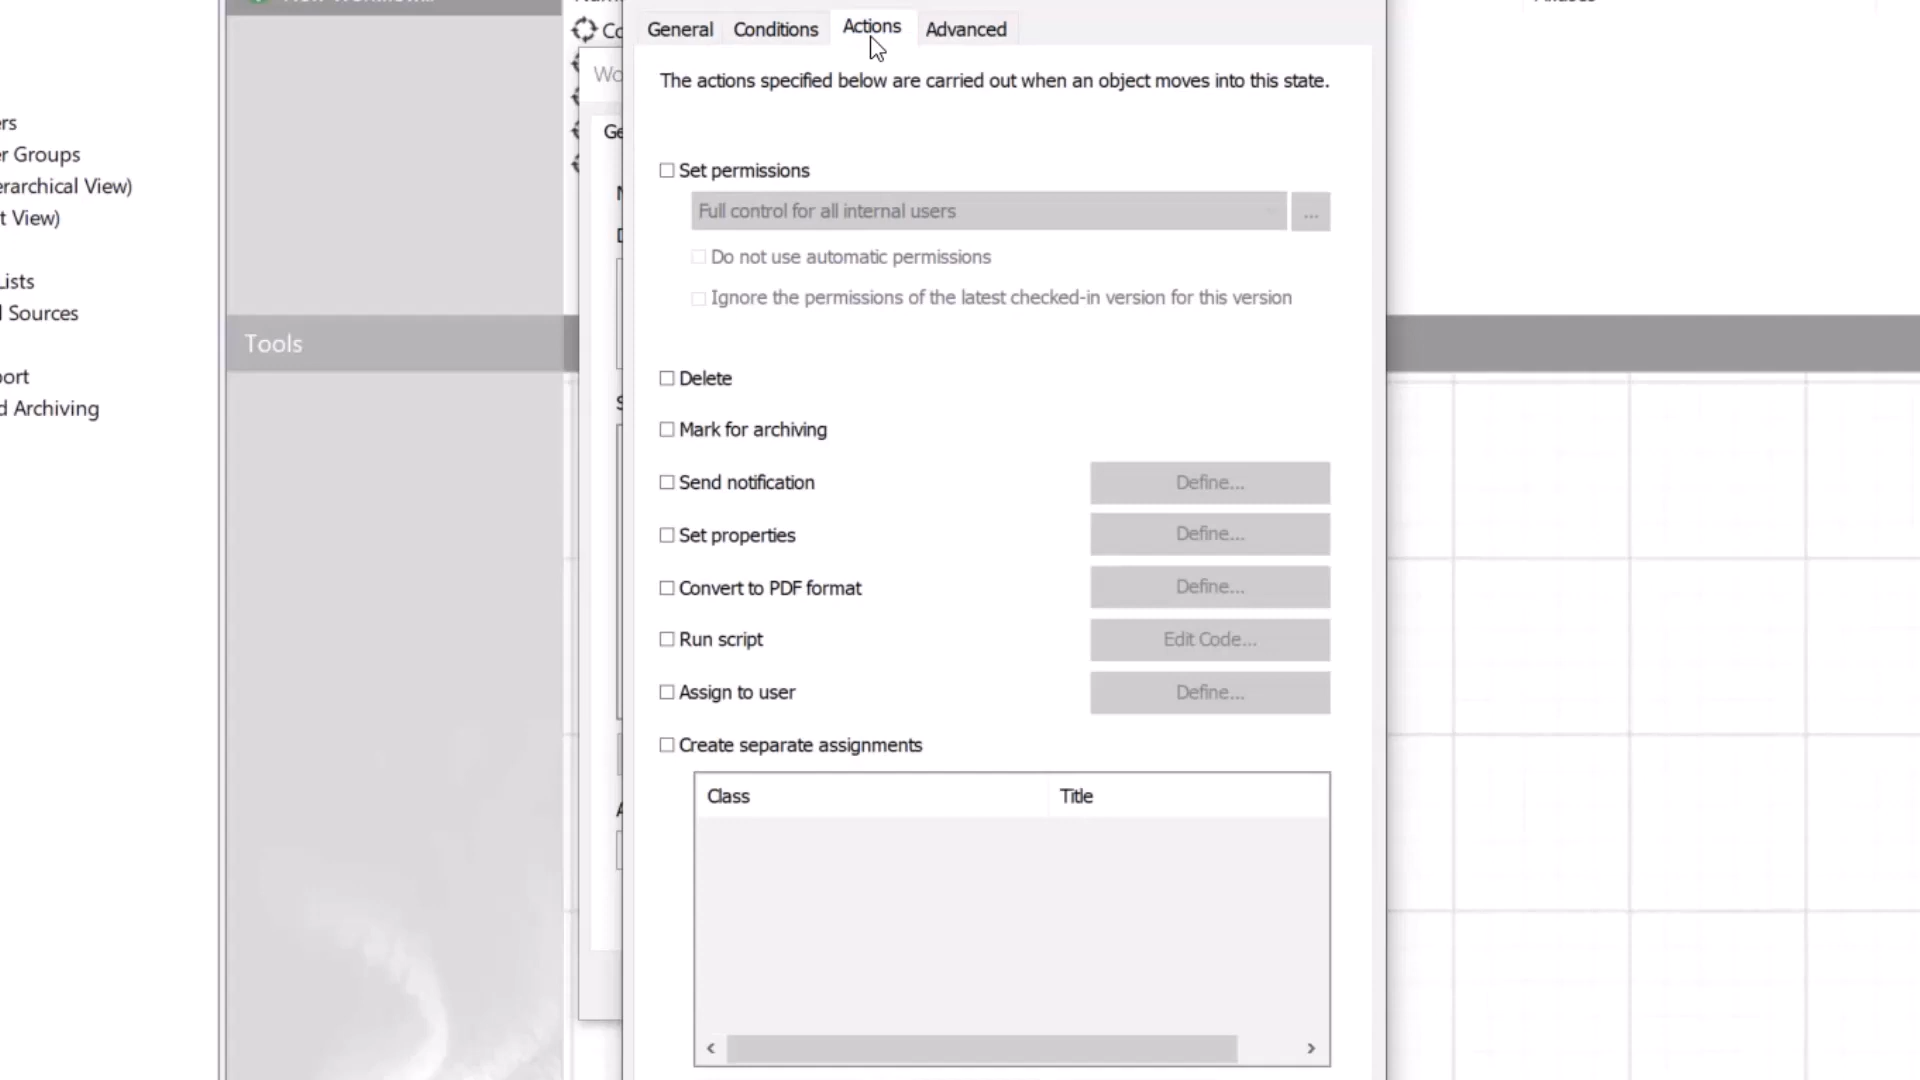 General Conditions Actions Advanced
The actions specified below are carried out when an object moves into this state.
Set permissions
Full control for all internal users ...
Do not use automatic permissions
Ignore the permissions of the latest checked-in version for this version
Delete
Mark for archiving
Send notification Define...
Set properties Define...
Convert to PDF format Define...
Run script Edit Code...
Assign to user Define...
Create separate assignments
Class Title
Tools
ers
er Groups
erarchical View)
t View)
Lists
l Sources
port
d Archiving
Co
Wo
Ge